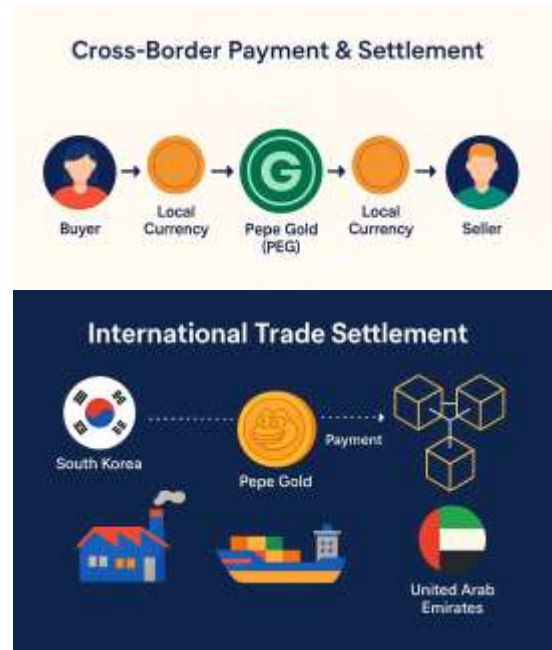 Cross-Border Payment & Settlement
G
Buyer
Local
Currency
Pepe Gold
(PEG)
Local
Currency
Seller
International Trade Settlement
South Korea
Pepe Gold
Payment
United Arab
Emirates